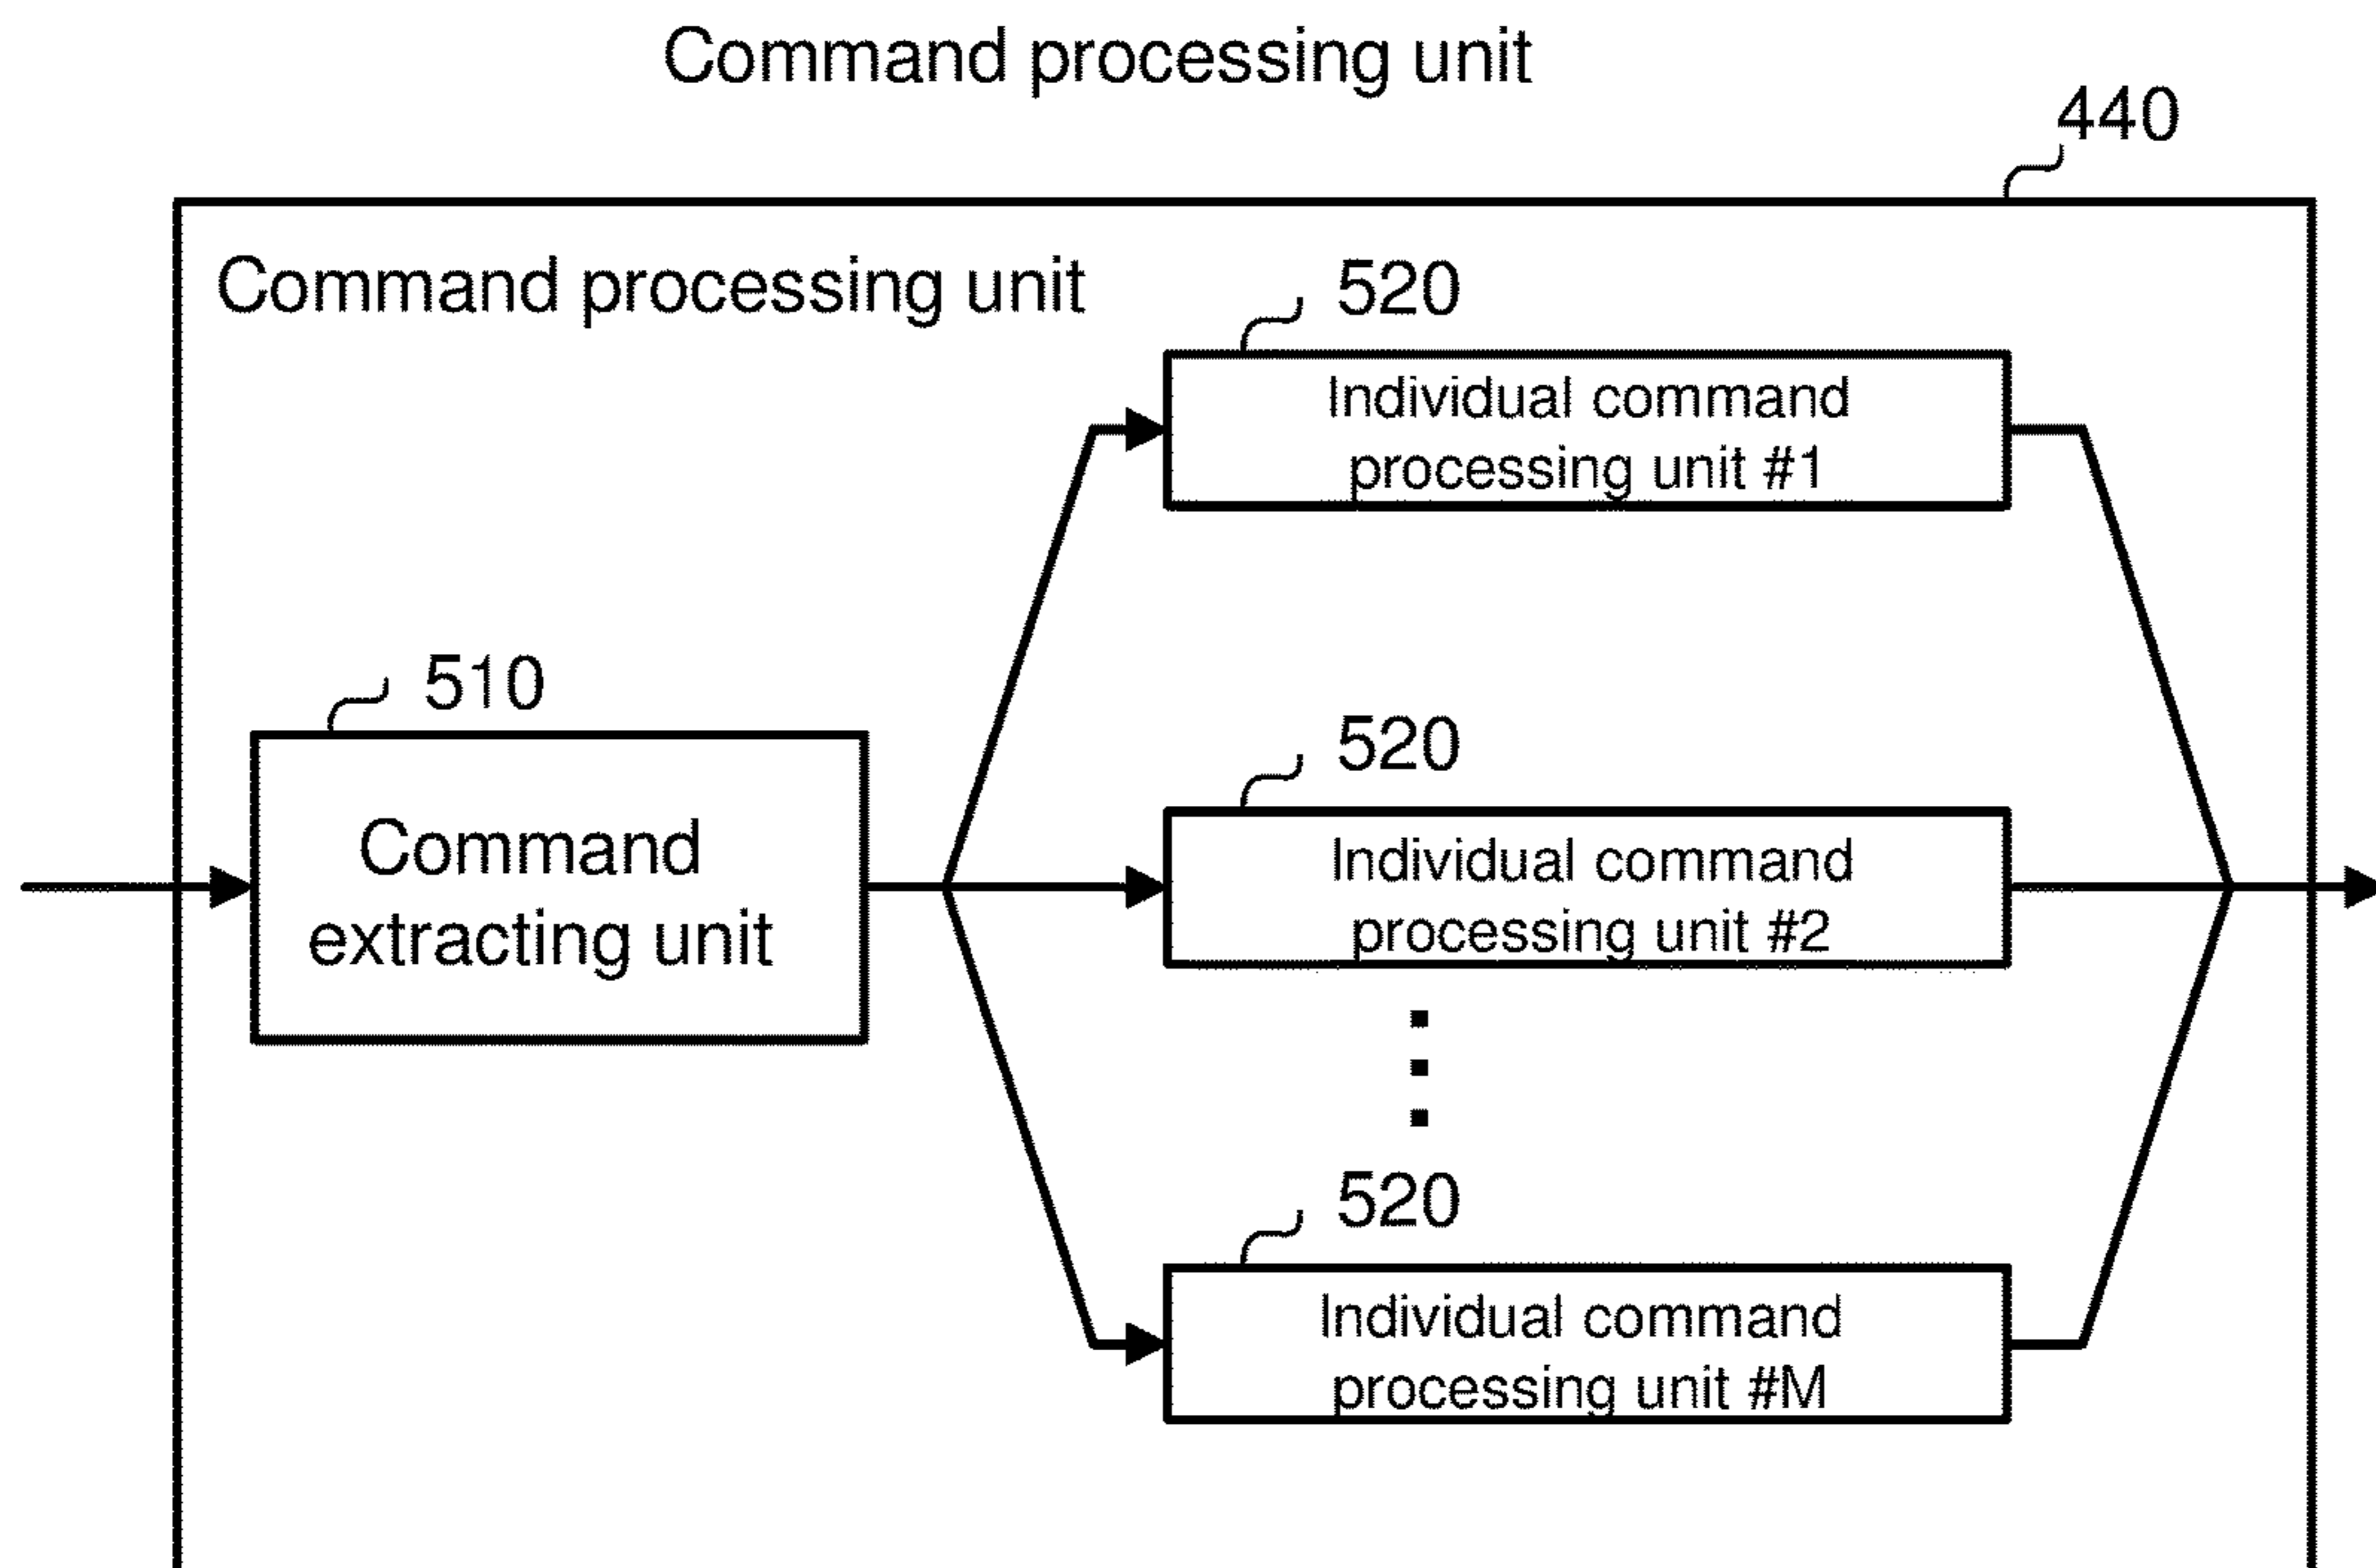 Command processing unit
440
Command processing unit
520
Individual command
processing unit #1
510
Command
extracting unit
520
Individual command
processing unit #2
520
Individual command
processing unit #M